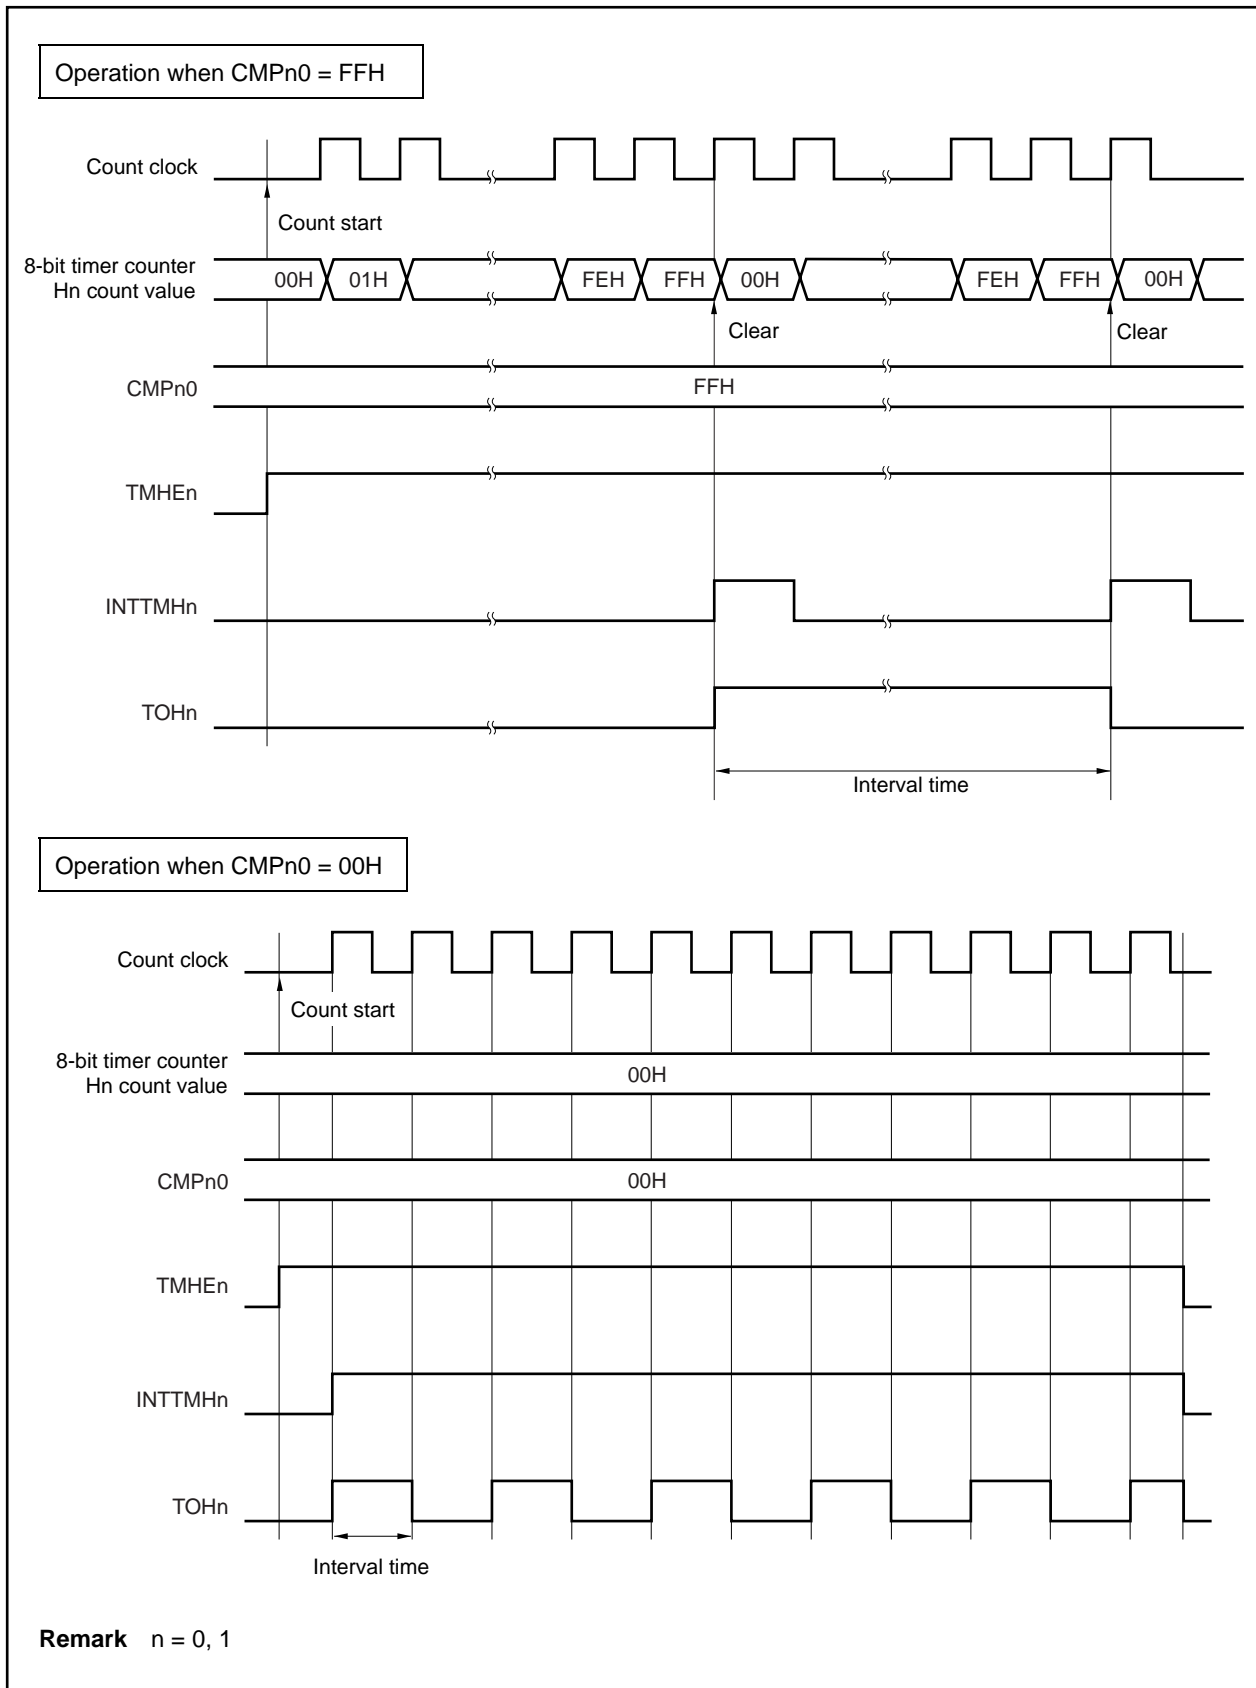 Operation when CMPn0 = FFH
Count clock
Count start
8-bit timer counter
Hn count value
00H 01H FEH FFH 00H FEH FFH 00H
Clear Clear
CMPn0 FFH
TMHEn
INTTMHn
TOHn
Interval time
Operation when CMPn0 = 00H
Count clock
Count start
8-bit timer counter
Hn count value
00H
CMPn0 00H
TMHEn
INTTMHn
TOHn
Interval time
Remark n = 0, 1